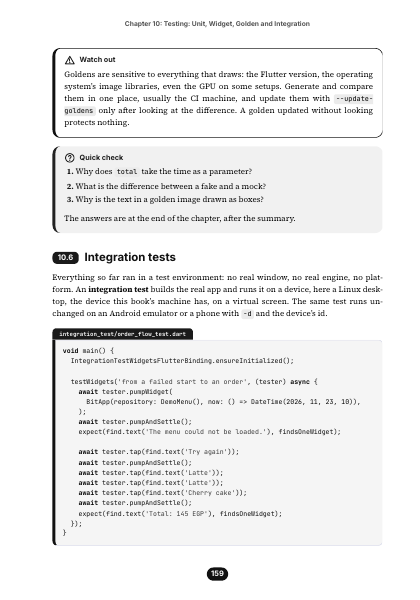 Chapter 10: Testing: Unit, Widget, Golden and Integration
Watch out
Goldens are sensitive to everything that draws: the Flutter version, the operating
system's image libraries, even the GPU on some setups. Generate and compare
them in one place, usually the CI machine, and update them with --update-
goldens only after looking at the difference. A golden updated without looking
protects nothing.
Quick check
1. Why does total take the time as a parameter?
2. What is the difference between a fake and a mock?
3. Why is the text in a golden image drawn as boxes?
The answers are at the end of the chapter, after the summary.
10.6 Integration tests
Everything so far ran in a test environment: no real window, no real engine, no plat-
form. An integration test builds the real app and runs it on a device, here a Linux desk-
top, the device this book's machine has, on a virtual screen. The same test runs un-
changed on an Android emulator or a phone with -d and the device's id.
integration_test/order_flow_test.dart
void main() {
  IntegrationTestWidgetsFlutterBinding.ensureInitialized();

  testWidgets('from a failed start to an order', (tester) async {
    await tester.pumpWidget(
      BitApp(repository: DemoMenu(), now: () => DateTime(2026, 11, 23, 10)),
    );
    await tester.pumpAndSettle();
    expect(find.text('The menu could not be loaded.'), findsOneWidget);

    await tester.tap(find.text('Try again'));
    await tester.pumpAndSettle();
    await tester.tap(find.text('Latte'));
    await tester.tap(find.text('Latte'));
    await tester.tap(find.text('Cherry cake'));
    await tester.pumpAndSettle();
    expect(find.text('Total: 145 EGP'), findsOneWidget);
  });
}
159